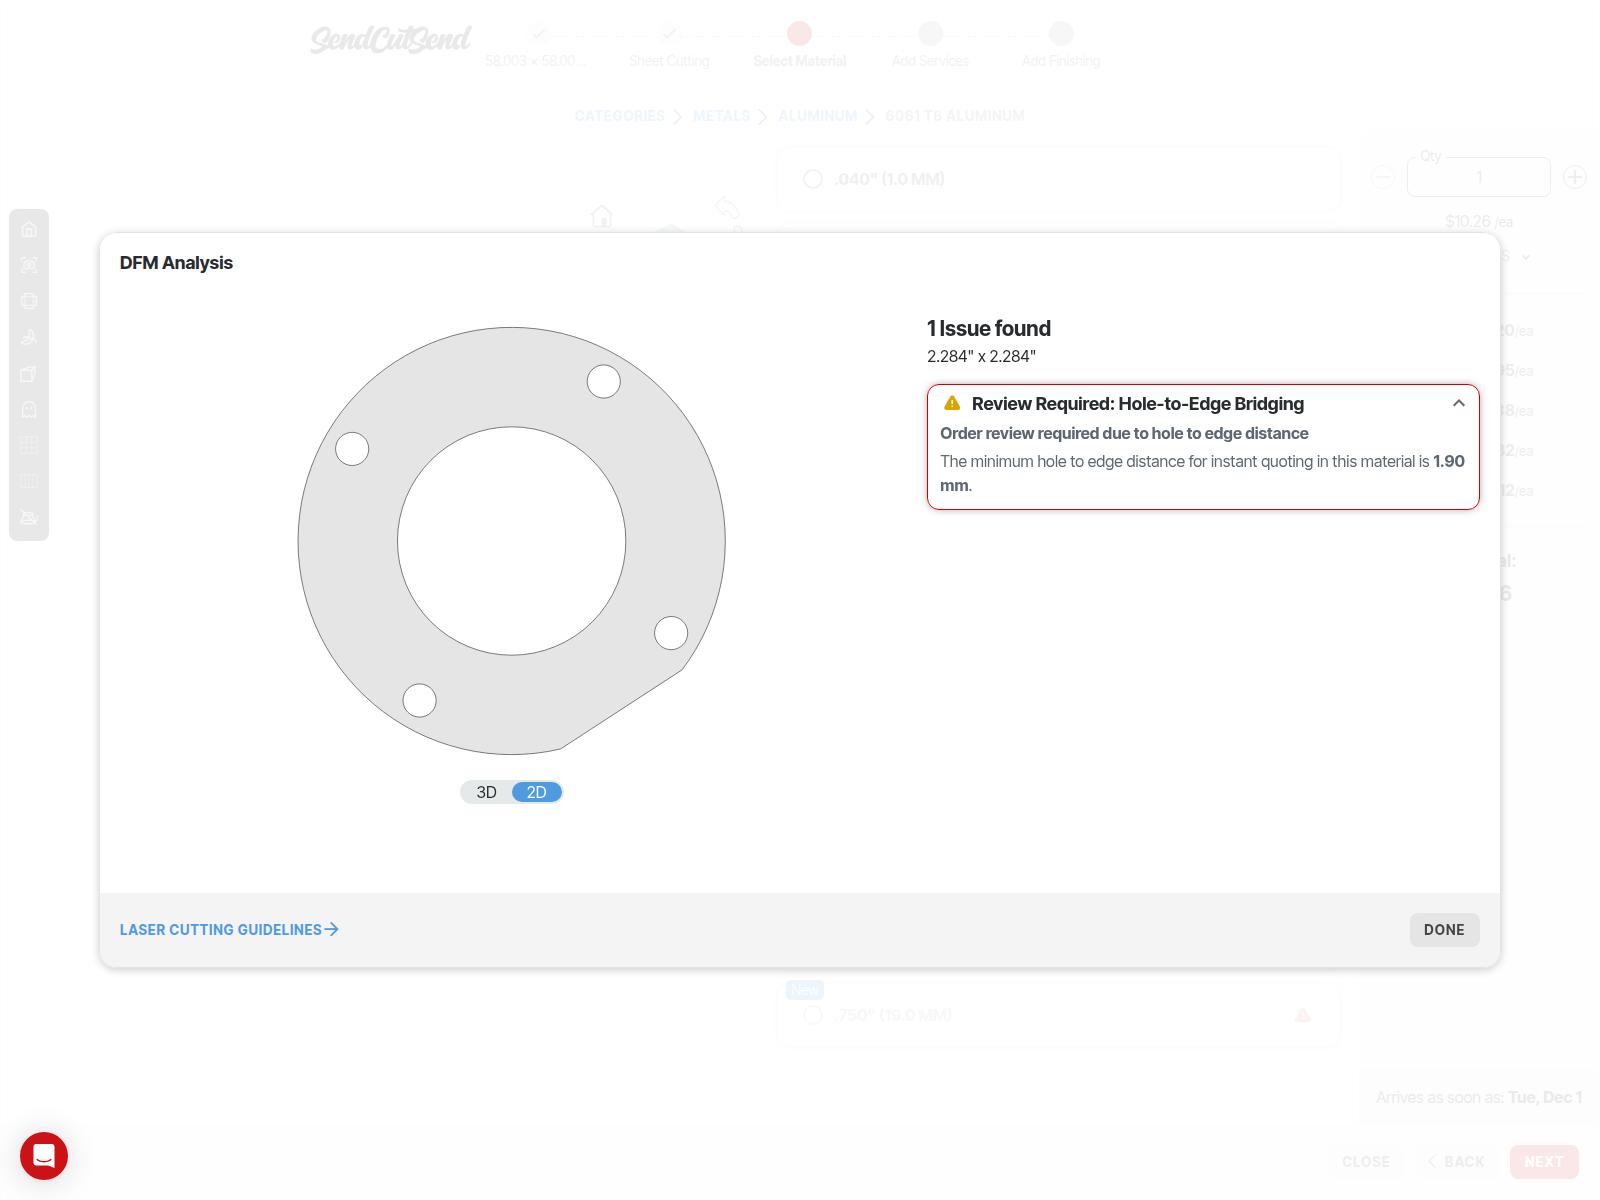 SendCutSend
58.003 × 58.00...
Sheet Cutting
Select Material
Add Services
Add Finishing
CATEGORIES
METALS
ALUMINUM
6061 T6 ALUMINUM
.040" (1.0 MM)
Qty
1
$10.26 /ea
DFM Analysis
1 Issue found
2.284" x 2.284"
Review Required: Hole-to-Edge Bridging
Order review required due to hole to edge distance
The minimum hole to edge distance for instant quoting in this material is 1.90
mm.
3D
2D
LASER CUTTING GUIDELINES
DONE
New
.750" (19.0 MM)
Arrives as soon as: Tue, Dec 1
CLOSE
BACK
NEXT